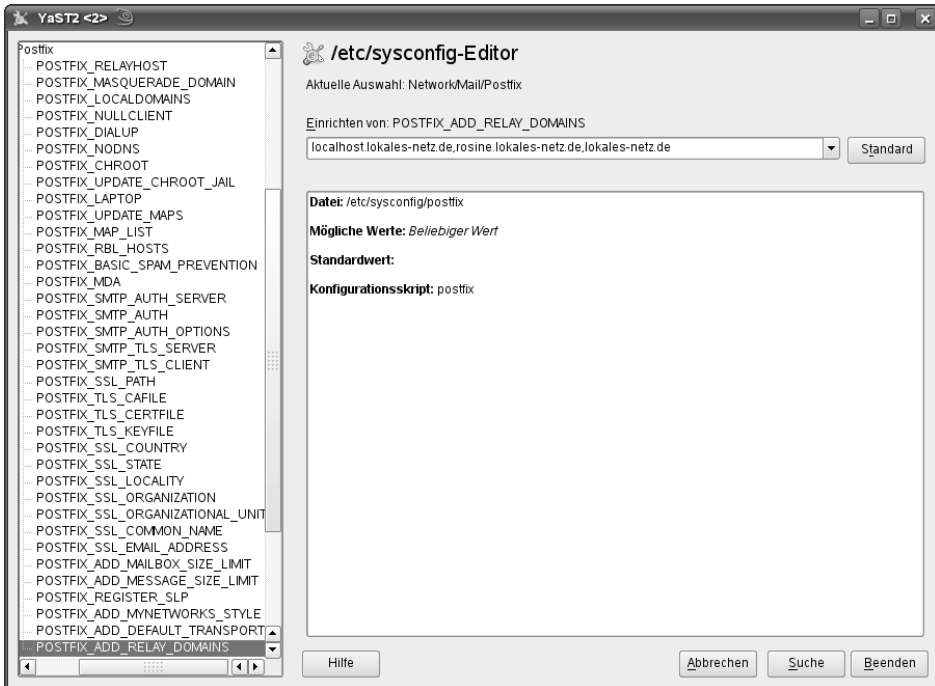 YaST2 <2>
Postfix
POSTFIX_RELAYHOST
POSTFIX_MASQUERADE_DOMAIN
POSTFIX_LOCALDOMAINS
POSTFIX_NULLCLIENT
POSTFIX_DIALUP
POSTFIX_NODNS
POSTFIX_CHROOT
POSTFIX_UPDATE_CHROOT_JAIL
POSTFIX_LAPTOP
POSTFIX_UPDATE_MAPS
POSTFIX_MAP_LIST
POSTFIX_RBL_HOSTS
POSTFIX_BASIC_SPAM_PREVENTION
POSTFIX_MDA
POSTFIX_SMTP_AUTH_SERVER
POSTFIX_SMTP_AUTH
POSTFIX_SMTP_AUTH_OPTIONS
POSTFIX_SMTP_TLS_SERVER
POSTFIX_SMTP_TLS_CLIENT
POSTFIX_SSL_PATH
POSTFIX_TLS_CAFILE
POSTFIX_TLS_CERTFILE
POSTFIX_TLS_KEYFILE
POSTFIX_SSL_COUNTRY
POSTFIX_SSL_STATE
POSTFIX_SSL_LOCALITY
POSTFIX_SSL_ORGANIZATION
POSTFIX_SSL_ORGANIZATIONAL_UNIT
POSTFIX_SSL_COMMON_NAME
POSTFIX_SSL_EMAIL_ADDRESS
POSTFIX_ADD_MAILBOX_SIZE_LIMIT
POSTFIX_ADD_MESSAGE_SIZE_LIMIT
POSTFIX_REGISTER_SLP
POSTFIX_ADD_MYNETWORKS_STYLE
POSTFIX_ADD_DEFAULT_TRANSPORT
POSTFIX_ADD_RELAY_DOMAINS
/etc/sysconfig-Editor
Aktuelle Auswahl: Network/Mail/Postfix
Einrichten von: POSTFIX_ADD_RELAY_DOMAINS
localhost.lokales-netz.de,rosine.lokales-netz.de,lokales-netz.de
Standard
Datei: /etc/sysconfig/postfix
Mögliche Werte: Beliebiger Wert
Standardwert:
Konfigurationsskript: postfix
Hilfe
Abbrechen
Suche
Beenden